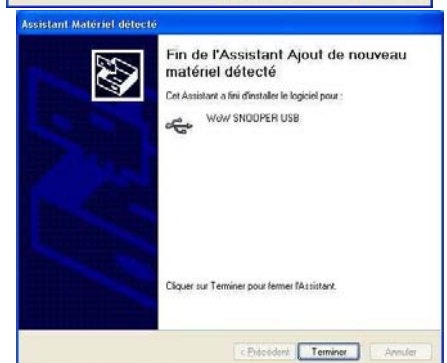 Assistant Matériel détecté
Fin de l'Assistant Ajout de nouveau
matériel détecté
Cet Assistant a fini d'installer le logiciel pour :
WoW SNOOPER USB
Cliquer sur Terminer pour fermer l'Assistant.
< Précédent Terminer Annuler